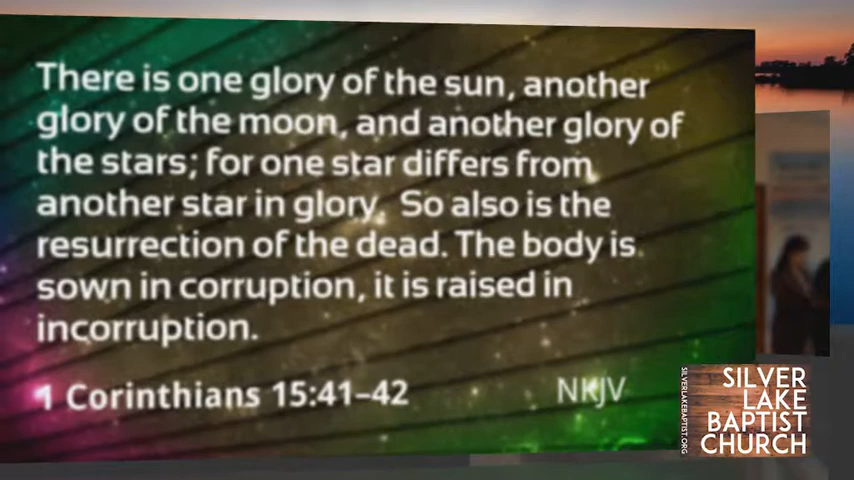 There is one glory of the sun, another
glory of the moon, and another glory of
the stars; for one star differs from
another star in glory. So also is the
resurrection of the dead. The body is
sown in corruption, it is raised in
incorruption.
1 Corinthians 15:41–42
NKJV
SILVERLAKEBAPTIST.ORG
SILVER
LAKE
BAPTIST
CHURCH